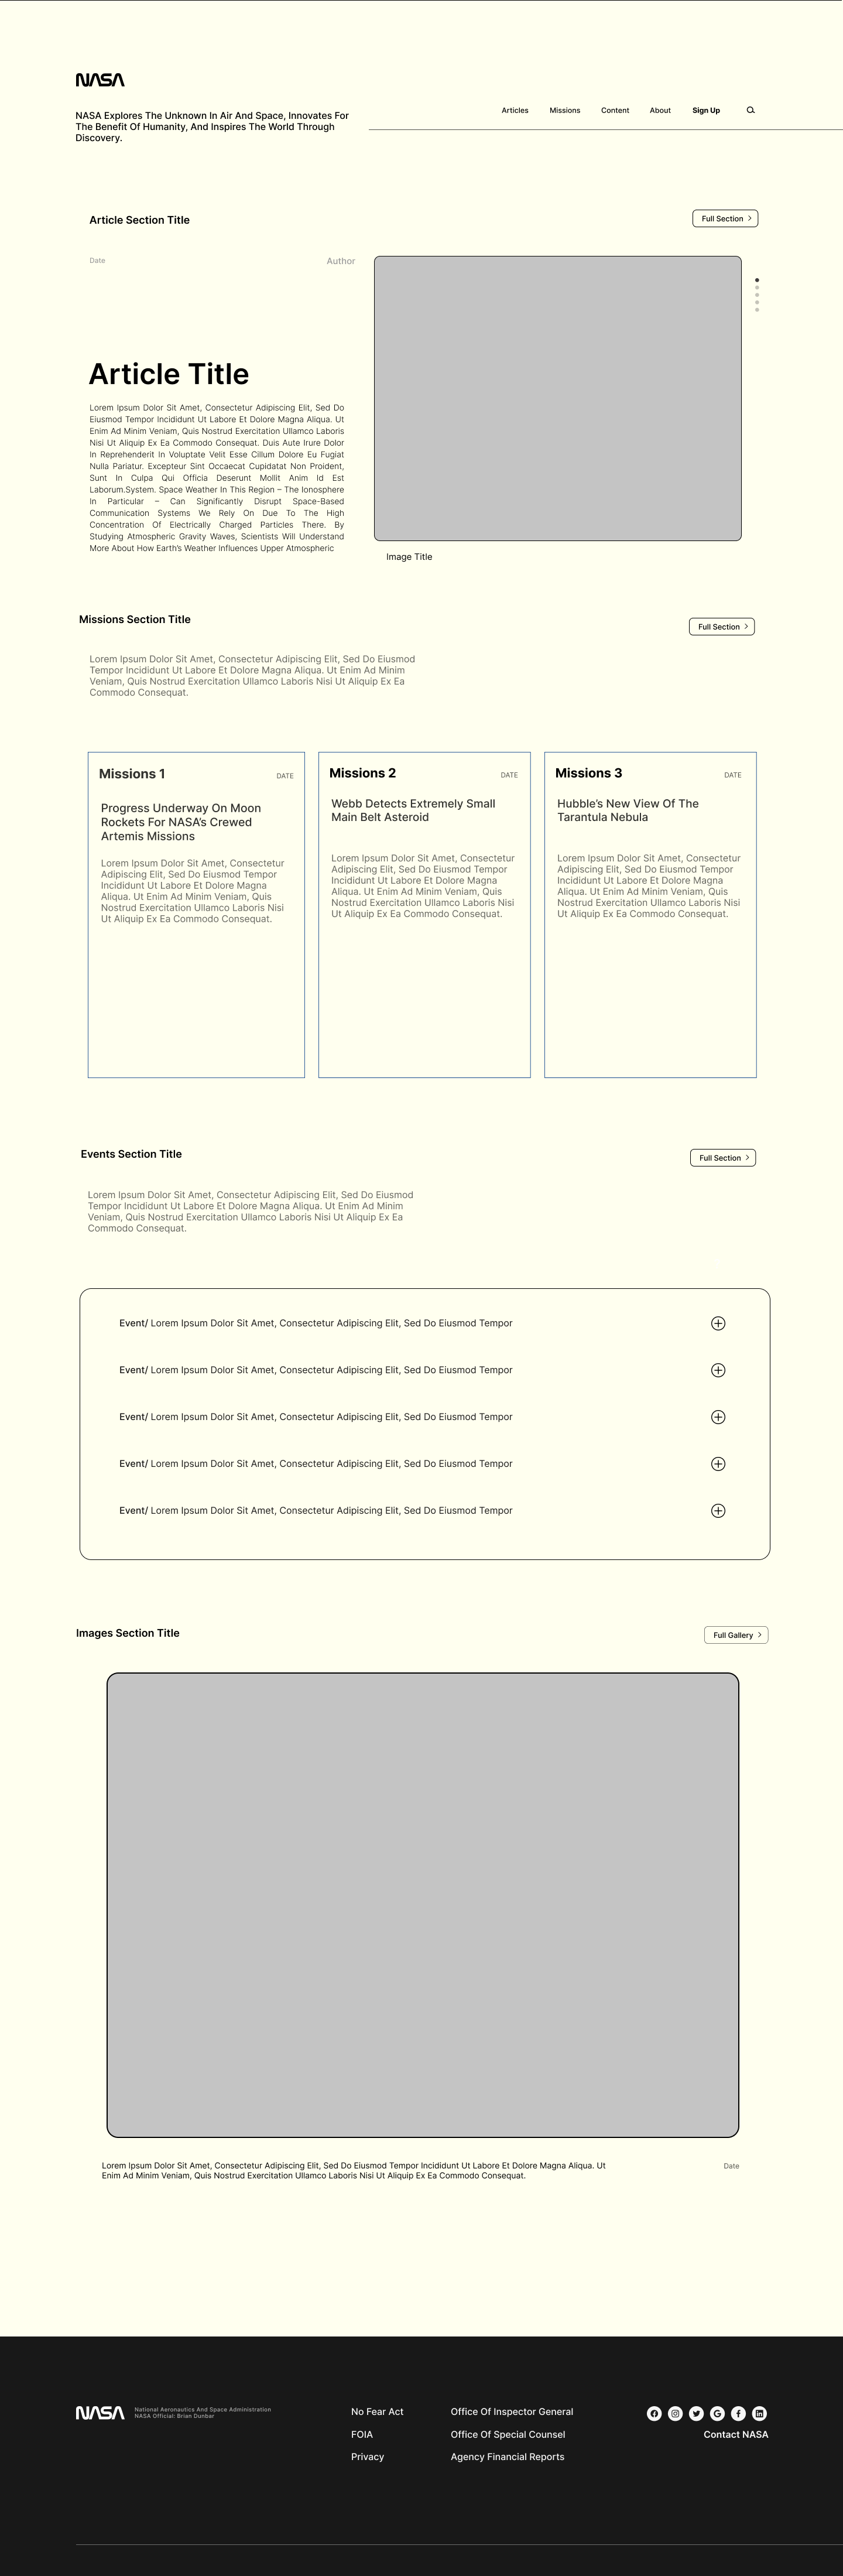 NASA
NASA Explores The Unknown In Air And Space, Innovates For
The Benefit Of Humanity, And Inspires The World Through
Discovery.
Articles Missions Content About Sign Up
Article Section Title
Full Section
Date
Author
Article Title
Lorem Ipsum Dolor Sit Amet, Consectetur Adipiscing Elit, Sed Do
Eiusmod Tempor Incididunt Ut Labore Et Dolore Magna Aliqua. Ut
Enim Ad Minim Veniam, Quis Nostrud Exercitation Ullamco Laboris
Nisi Ut Aliquip Ex Ea Commodo Consequat. Duis Aute Irure Dolor
In Reprehenderit In Voluptate Velit Esse Cillum Dolore Eu Fugiat
Nulla Pariatur. Excepteur Sint Occaecat Cupidatat Non Proident,
Sunt In Culpa Qui Officia Deserunt Mollit Anim Id Est
Laborum.System. Space Weather In This Region – The Ionosphere
In Particular – Can Significantly Disrupt Space-Based
Communication Systems We Rely On Due To The High
Concentration Of Electrically Charged Particles There. By
Studying Atmospheric Gravity Waves, Scientists Will Understand
More About How Earth's Weather Influences Upper Atmospheric
Image Title
Missions Section Title
Full Section
Lorem Ipsum Dolor Sit Amet, Consectetur Adipiscing Elit, Sed Do Eiusmod
Tempor Incididunt Ut Labore Et Dolore Magna Aliqua. Ut Enim Ad Minim
Veniam, Quis Nostrud Exercitation Ullamco Laboris Nisi Ut Aliquip Ex Ea
Commodo Consequat.
Missions 1
DATE
Progress Underway On Moon
Rockets For NASA's Crewed
Artemis Missions
Lorem Ipsum Dolor Sit Amet, Consectetur
Adipiscing Elit, Sed Do Eiusmod Tempor
Incididunt Ut Labore Et Dolore Magna
Aliqua. Ut Enim Ad Minim Veniam, Quis
Nostrud Exercitation Ullamco Laboris Nisi
Ut Aliquip Ex Ea Commodo Consequat.
Missions 2
DATE
Webb Detects Extremely Small
Main Belt Asteroid
Lorem Ipsum Dolor Sit Amet, Consectetur
Adipiscing Elit, Sed Do Eiusmod Tempor
Incididunt Ut Labore Et Dolore Magna
Aliqua. Ut Enim Ad Minim Veniam, Quis
Nostrud Exercitation Ullamco Laboris Nisi
Ut Aliquip Ex Ea Commodo Consequat.
Missions 3
DATE
Hubble's New View Of The
Tarantula Nebula
Lorem Ipsum Dolor Sit Amet, Consectetur
Adipiscing Elit, Sed Do Eiusmod Tempor
Incididunt Ut Labore Et Dolore Magna
Aliqua. Ut Enim Ad Minim Veniam, Quis
Nostrud Exercitation Ullamco Laboris Nisi
Ut Aliquip Ex Ea Commodo Consequat.
Events Section Title
Full Section
Lorem Ipsum Dolor Sit Amet, Consectetur Adipiscing Elit, Sed Do Eiusmod
Tempor Incididunt Ut Labore Et Dolore Magna Aliqua. Ut Enim Ad Minim
Veniam, Quis Nostrud Exercitation Ullamco Laboris Nisi Ut Aliquip Ex Ea
Commodo Consequat.
Event/ Lorem Ipsum Dolor Sit Amet, Consectetur Adipiscing Elit, Sed Do Eiusmod Tempor
Event/ Lorem Ipsum Dolor Sit Amet, Consectetur Adipiscing Elit, Sed Do Eiusmod Tempor
Event/ Lorem Ipsum Dolor Sit Amet, Consectetur Adipiscing Elit, Sed Do Eiusmod Tempor
Event/ Lorem Ipsum Dolor Sit Amet, Consectetur Adipiscing Elit, Sed Do Eiusmod Tempor
Event/ Lorem Ipsum Dolor Sit Amet, Consectetur Adipiscing Elit, Sed Do Eiusmod Tempor
Images Section Title
Full Gallery
Lorem Ipsum Dolor Sit Amet, Consectetur Adipiscing Elit, Sed Do Eiusmod Tempor Incididunt Ut Labore Et Dolore Magna Aliqua. Ut
Enim Ad Minim Veniam, Quis Nostrud Exercitation Ullamco Laboris Nisi Ut Aliquip Ex Ea Commodo Consequat.
Date
NASA
National Aeronautics And Space Administration
NASA Official: Brian Dunbar
No Fear Act
FOIA
Privacy
Office Of Inspector General
Office Of Special Counsel
Agency Financial Reports
Contact NASA